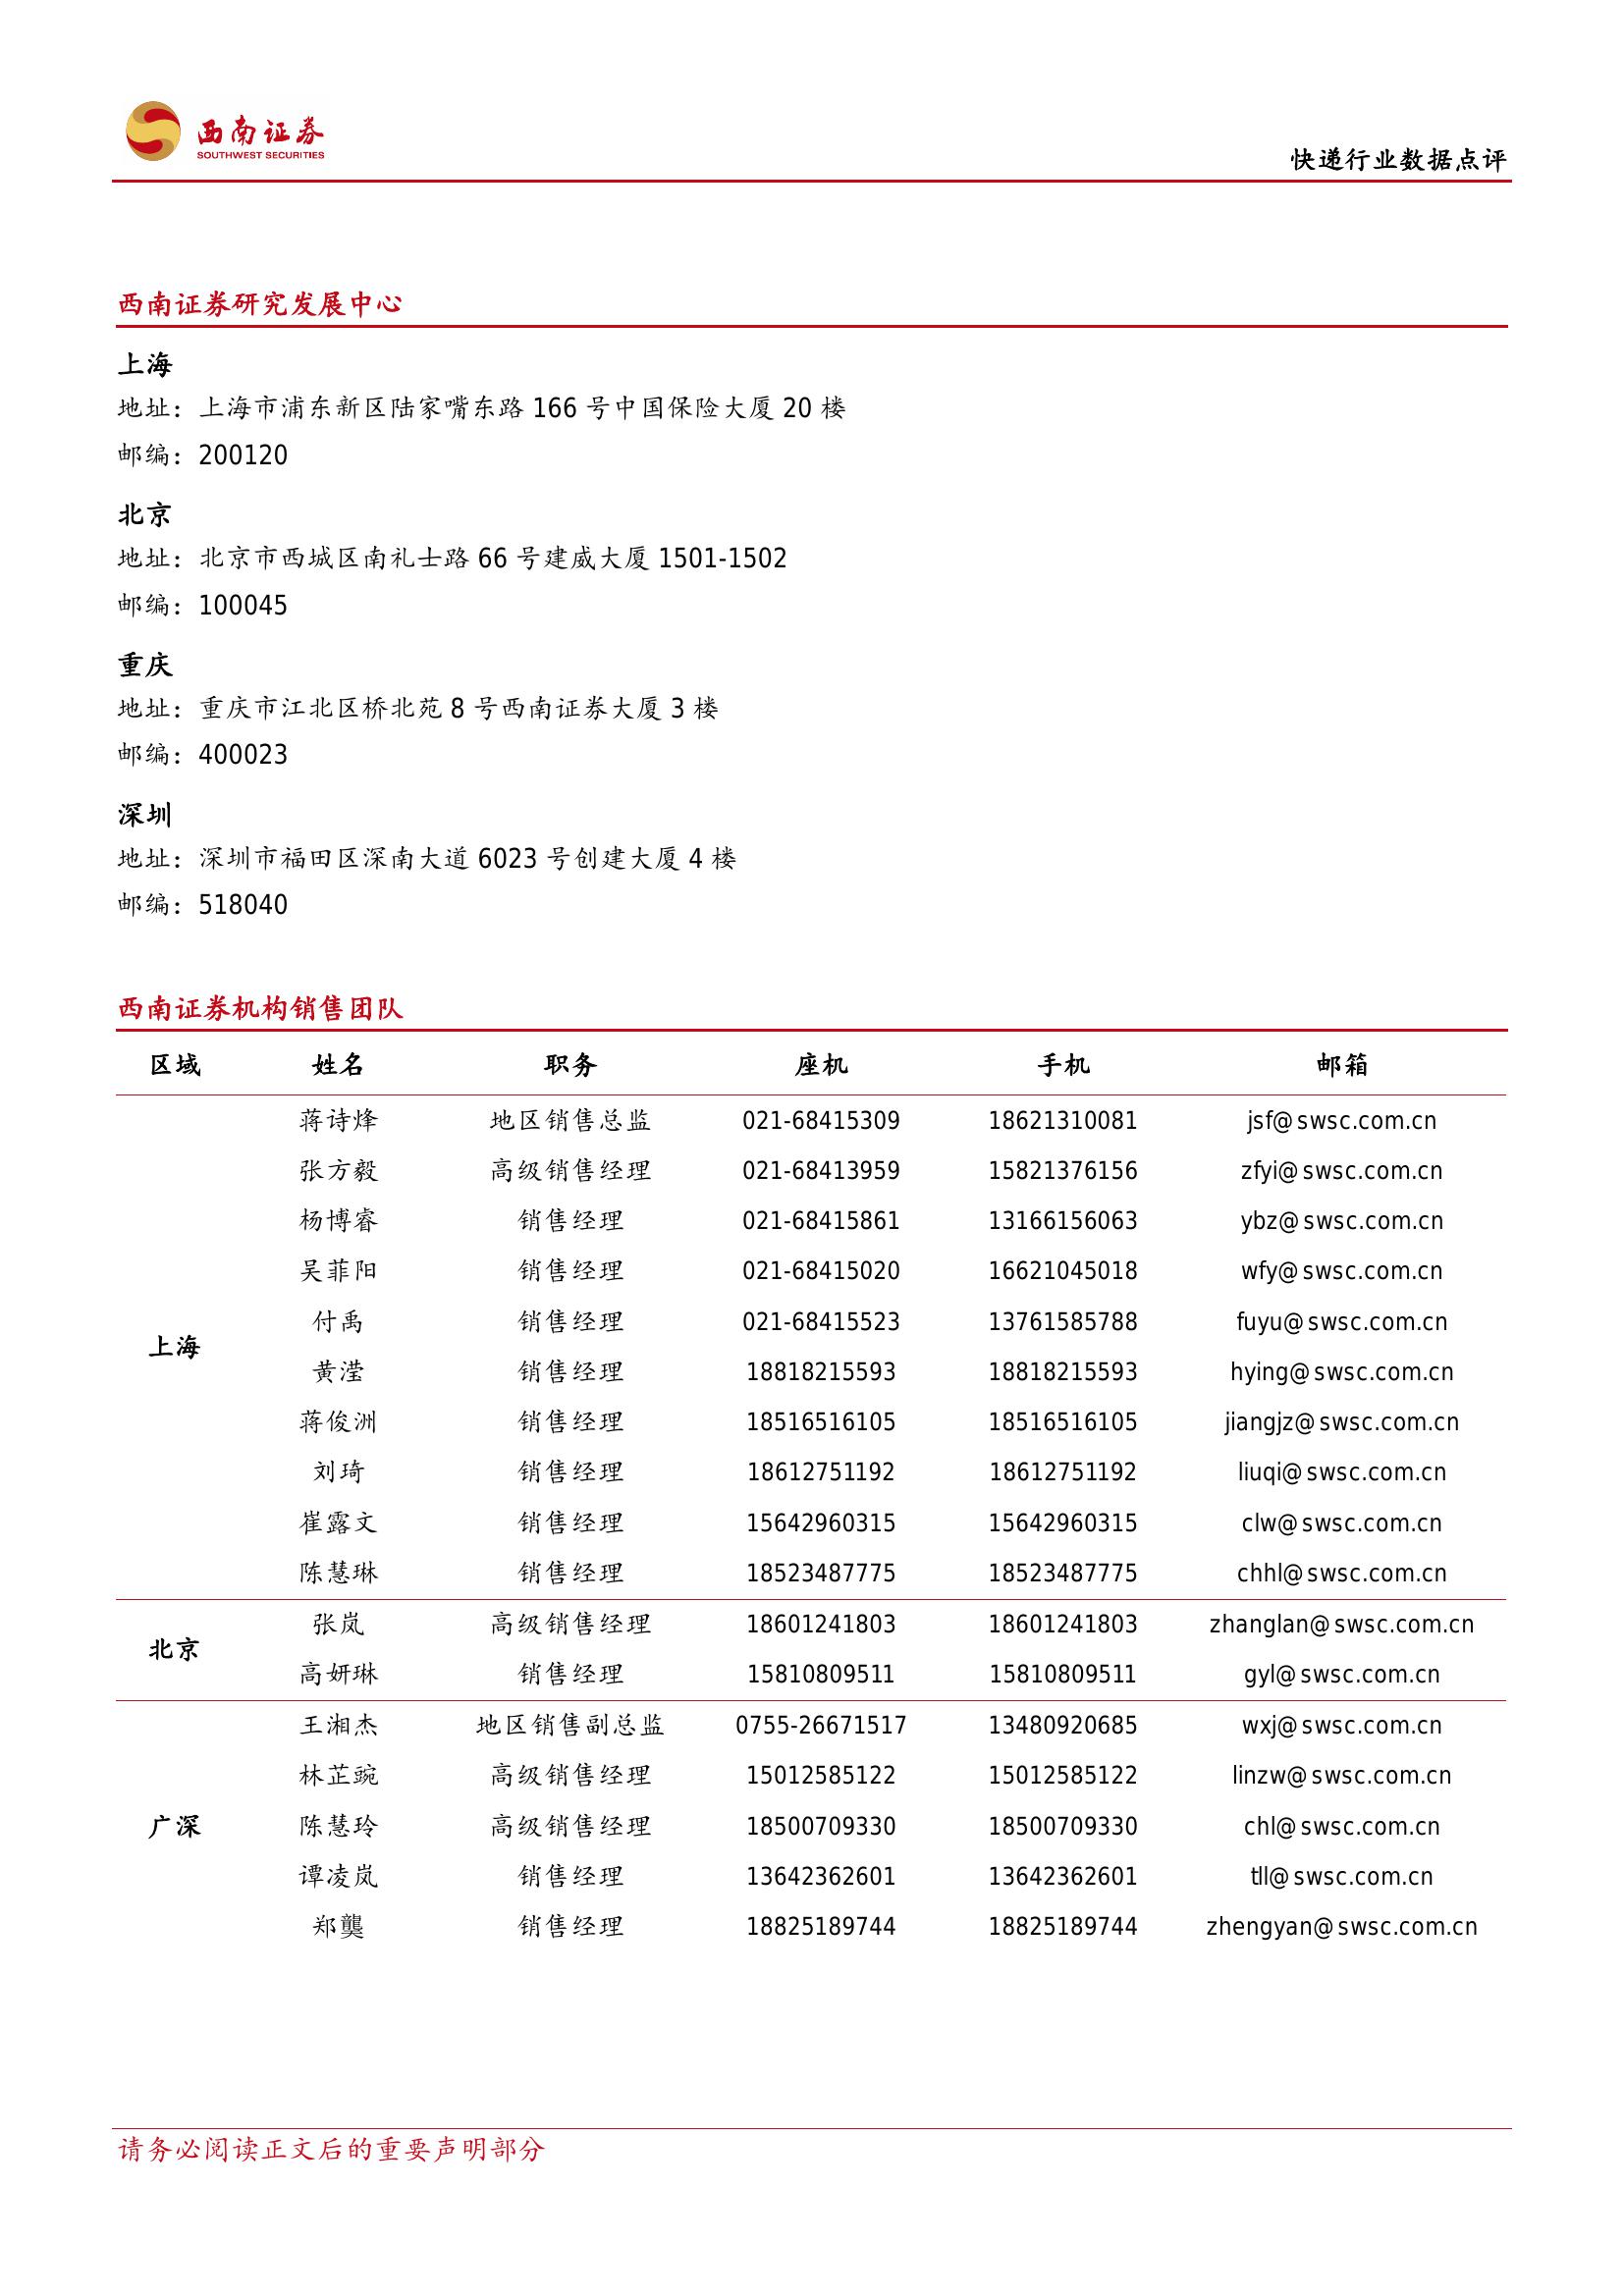 西南证券
SOUTHWEST SECURITIES
快递行业数据点评
西南证券研究发展中心
上海
地址：上海市浦东新区陆家嘴东路 166 号中国保险大厦 20 楼
邮编：200120
北京
地址：北京市西城区南礼士路 66 号建威大厦 1501-1502
邮编：100045
重庆
地址：重庆市江北区桥北苑 8 号西南证券大厦 3 楼
邮编：400023
深圳
地址：深圳市福田区深南大道 6023 号创建大厦 4 楼
邮编：518040
西南证券机构销售团队
区域 姓名 职务 座机 手机 邮箱
上海
蒋诗烽 地区销售总监 021-68415309 18621310081 jsf@swsc.com.cn
张方毅 高级销售经理 021-68413959 15821376156 zfyi@swsc.com.cn
杨博睿 销售经理 021-68415861 13166156063 ybz@swsc.com.cn
吴菲阳 销售经理 021-68415020 16621045018 wfy@swsc.com.cn
付禹 销售经理 021-68415523 13761585788 fuyu@swsc.com.cn
黄滢 销售经理 18818215593 18818215593 hying@swsc.com.cn
蒋俊洲 销售经理 18516516105 18516516105 jiangjz@swsc.com.cn
刘琦 销售经理 18612751192 18612751192 liuqi@swsc.com.cn
崔露文 销售经理 15642960315 15642960315 clw@swsc.com.cn
陈慧琳 销售经理 18523487775 18523487775 chhl@swsc.com.cn
北京
张岚 高级销售经理 18601241803 18601241803 zhanglan@swsc.com.cn
高妍琳 销售经理 15810809511 15810809511 gyl@swsc.com.cn
广深
王湘杰 地区销售副总监 0755-26671517 13480920685 wxj@swsc.com.cn
林芷豌 高级销售经理 15012585122 15012585122 linzw@swsc.com.cn
陈慧玲 高级销售经理 18500709330 18500709330 chl@swsc.com.cn
谭凌岚 销售经理 13642362601 13642362601 tll@swsc.com.cn
郑龑 销售经理 18825189744 18825189744 zhengyan@swsc.com.cn
请务必阅读正文后的重要声明部分